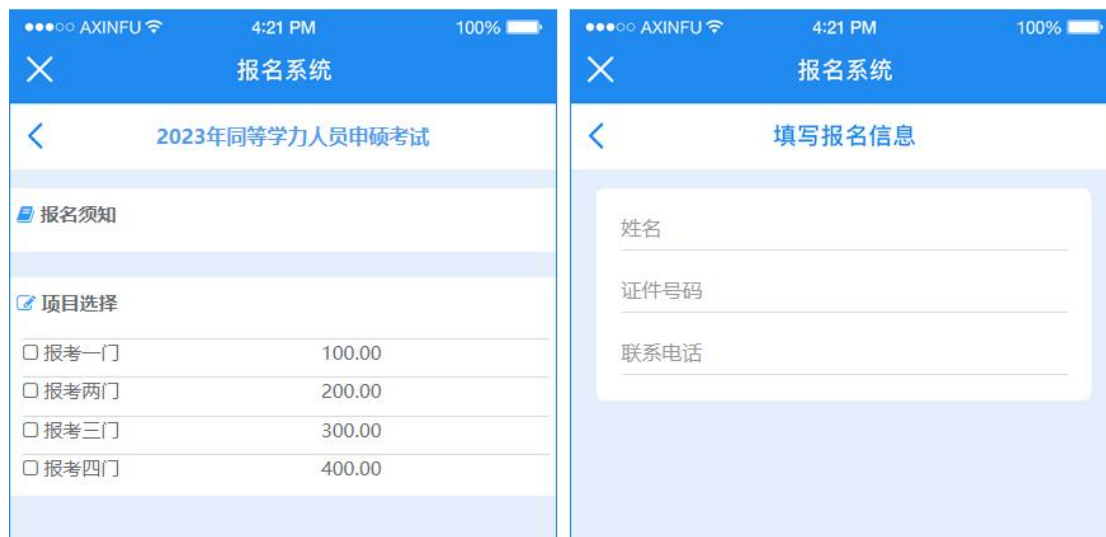 AXINFU 4:21 PM 100%
报名系统
2023年同等学力人员申硕考试
报名须知
项目选择
报考一门 100.00
报考两门 200.00
报考三门 300.00
报考四门 400.00
AXINFU 4:21 PM 100%
报名系统
填写报名信息
姓名
证件号码
联系电话